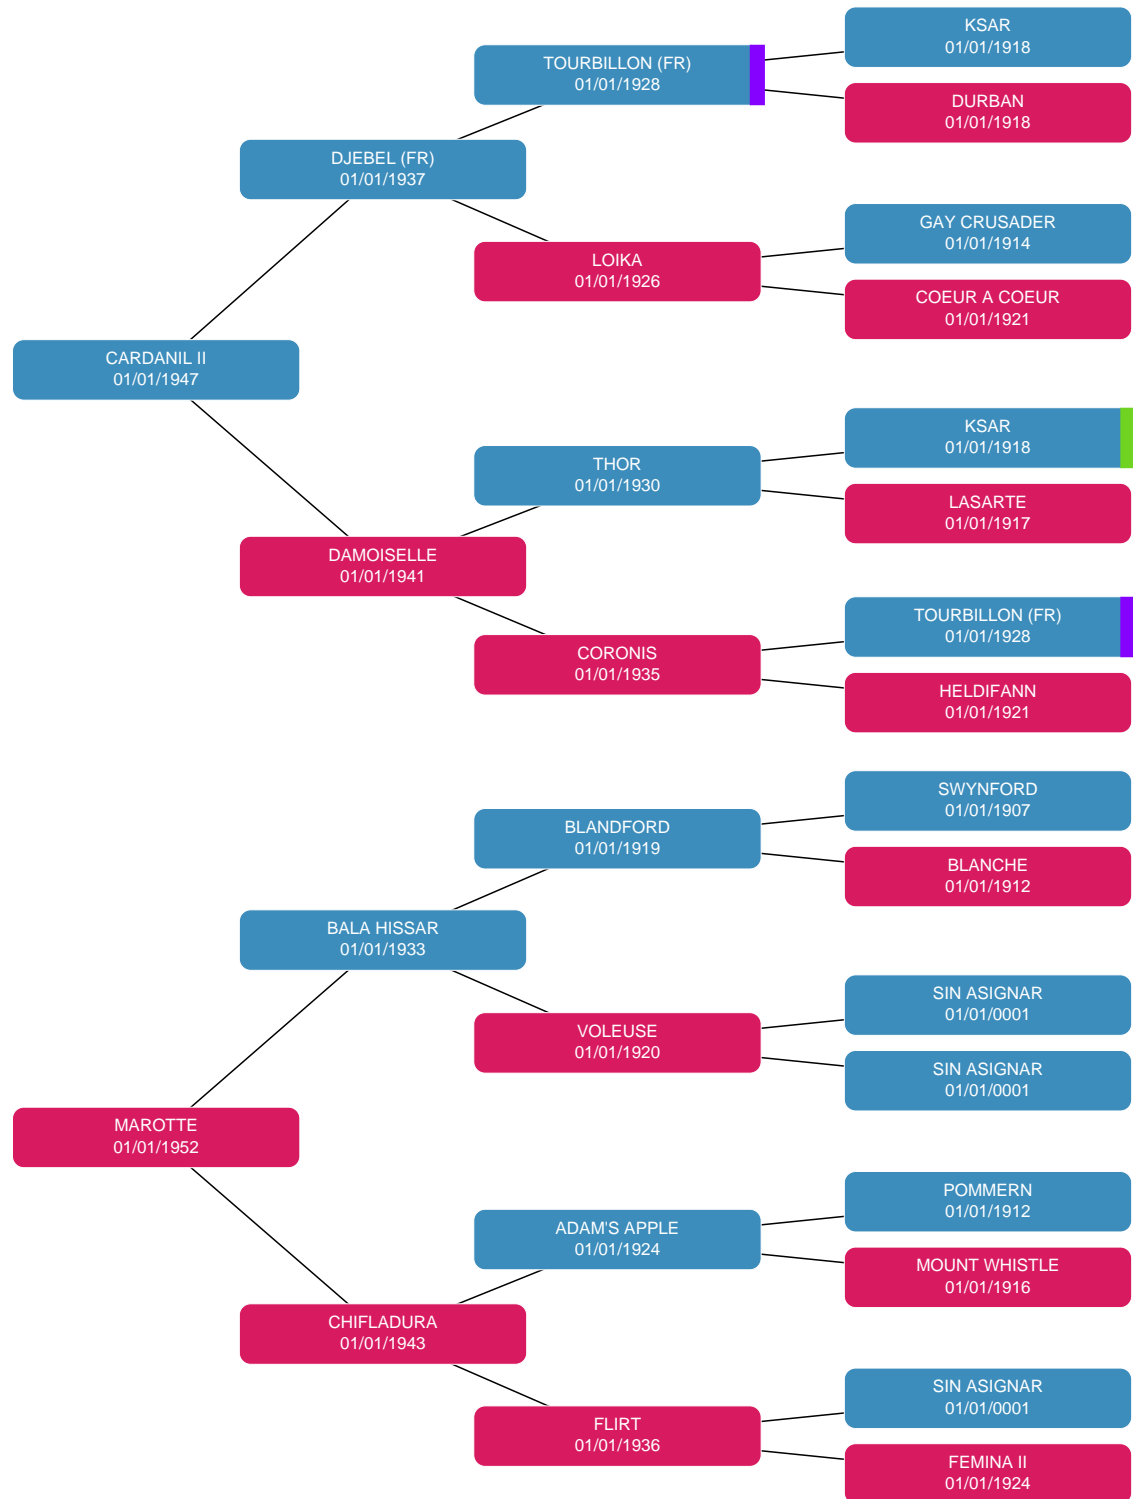 KSAR
01/01/1918
TOURBILLON (FR)
01/01/1928
DURBAN
01/01/1918
DJEBEL (FR)
01/01/1937
GAY CRUSADER
01/01/1914
LOIKA
01/01/1926
COEUR A COEUR
01/01/1921
CARDANIL II
01/01/1947
KSAR
01/01/1918
THOR
01/01/1930
LASARTE
01/01/1917
DAMOISELLE
01/01/1941
TOURBILLON (FR)
01/01/1928
CORONIS
01/01/1935
HELDIFANN
01/01/1921
SWYNFORD
01/01/1907
BLANDFORD
01/01/1919
BLANCHE
01/01/1912
BALA HISSAR
01/01/1933
SIN ASIGNAR
01/01/0001
VOLEUSE
01/01/1920
SIN ASIGNAR
01/01/0001
MAROTTE
01/01/1952
POMMERN
01/01/1912
ADAM'S APPLE
01/01/1924
MOUNT WHISTLE
01/01/1916
CHIFLADURA
01/01/1943
SIN ASIGNAR
01/01/0001
FLIRT
01/01/1936
FEMINA II
01/01/1924